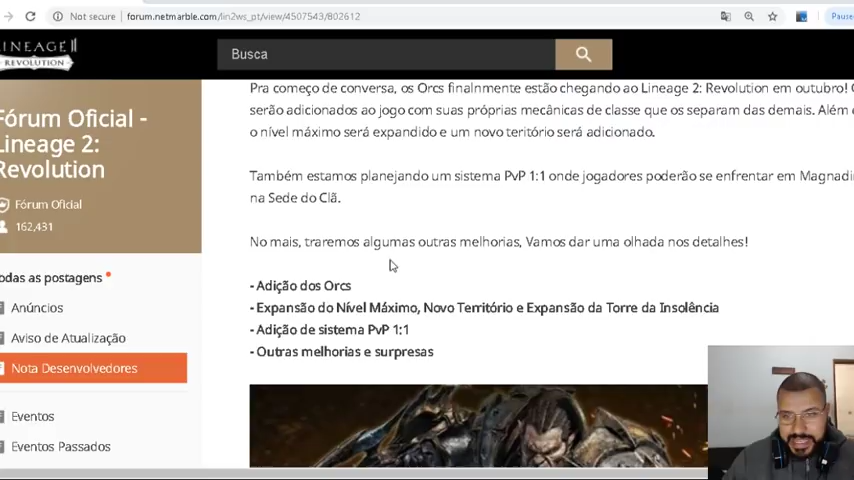 Not secure
forum.netmarble.com/lin2ws_pt/view/4507543/802612
Paus
LINEAGE II
REVOLUTION
Busca
Fórum Oficial -
Lineage 2:
Revolution
Fórum Oficial
162,431
odas as postagens
Anúncios
Aviso de Atualização
Nota Desenvolvedores
Eventos
Eventos Passados
Pra começo de conversa, os Orcs finalnmente estão chegando ao Lineage 2: Revolution em outubro!
serão adicionados ao jogo com suas próprias mecânicas de classe que os separam das demais. Além
o nível máximo será expandido e um novo teritório será adicionado.
Também estamos planejando um sistema PvP 1:1 onde jogadores poderão se enfrentar em Magnadi
na Sede do Clã.
No mais, traremos algumas outras melhorias, Vamos dar uma olhada nos detalhes!
- Adição dos Orcs
- Expansão do Nível Máximo, Novo Território e Expansão da Torre da Insolência
- Adição de sistema PvP 1:1
- Outras melhorias e surpresas